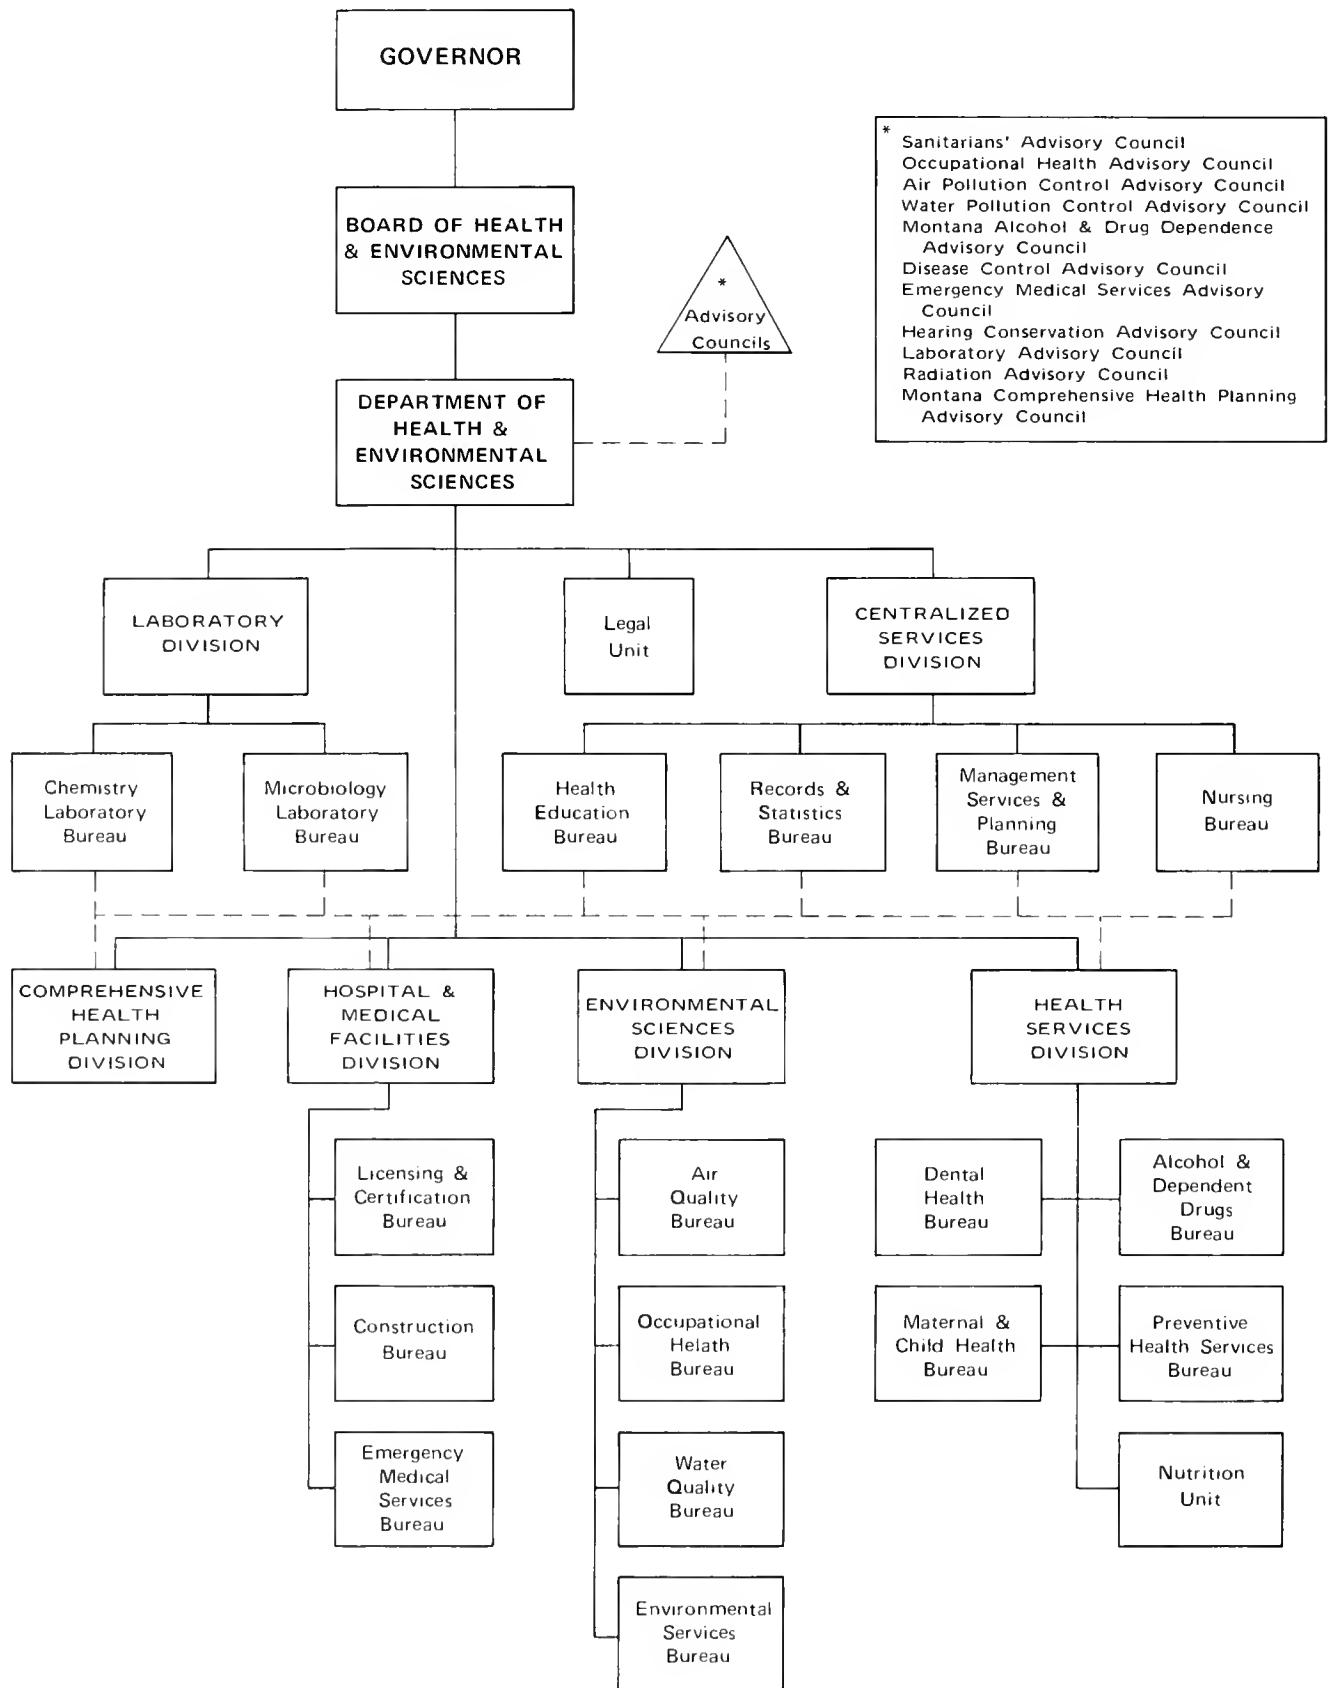 GOVERNOR
*
Sanitarians' Advisory Council
Occupational Health Advisory Council
Air Pollution Control Advisory Council
Water Pollution Control Advisory Council
Montana Alcohol & Drug Dependence
Advisory Council
Disease Control Advisory Council
Emergency Medical Services Advisory
Council
Hearing Conservation Advisory Council
Laboratory Advisory Council
Radiation Advisory Council
Montana Comprehensive Health Planning
Advisory Council
BOARD OF HEALTH
& ENVIRONMENTAL
SCIENCES
*
Advisory
Councils
DEPARTMENT OF
HEALTH &
ENVIRONMENTAL
SCIENCES
LABORATORY
DIVISION
Legal
Unit
CENTRALIZED
SERVICES
DIVISION
Chemistry
Laboratory
Bureau
Microbiology
Laboratory
Bureau
Health
Education
Bureau
Records &
Statistics
Bureau
Management
Services &
Planning
Bureau
Nursing
Bureau
COMPREHENSIVE
HEALTH
PLANNING
DIVISION
HOSPITAL &
MEDICAL
FACILITIES
DIVISION
ENVIRONMENTAL
SCIENCES
DIVISION
HEALTH
SERVICES
DIVISION
Licensing &
Certification
Bureau
Construction
Bureau
Emergency
Medical
Services
Bureau
Air
Quality
Bureau
Occupational
Helath
Bureau
Water
Quality
Bureau
Environmental
Services
Bureau
Dental
Health
Bureau
Alcohol &
Dependent
Drugs
Bureau
Maternal &
Child Health
Bureau
Preventive
Health Services
Bureau
Nutrition
Unit